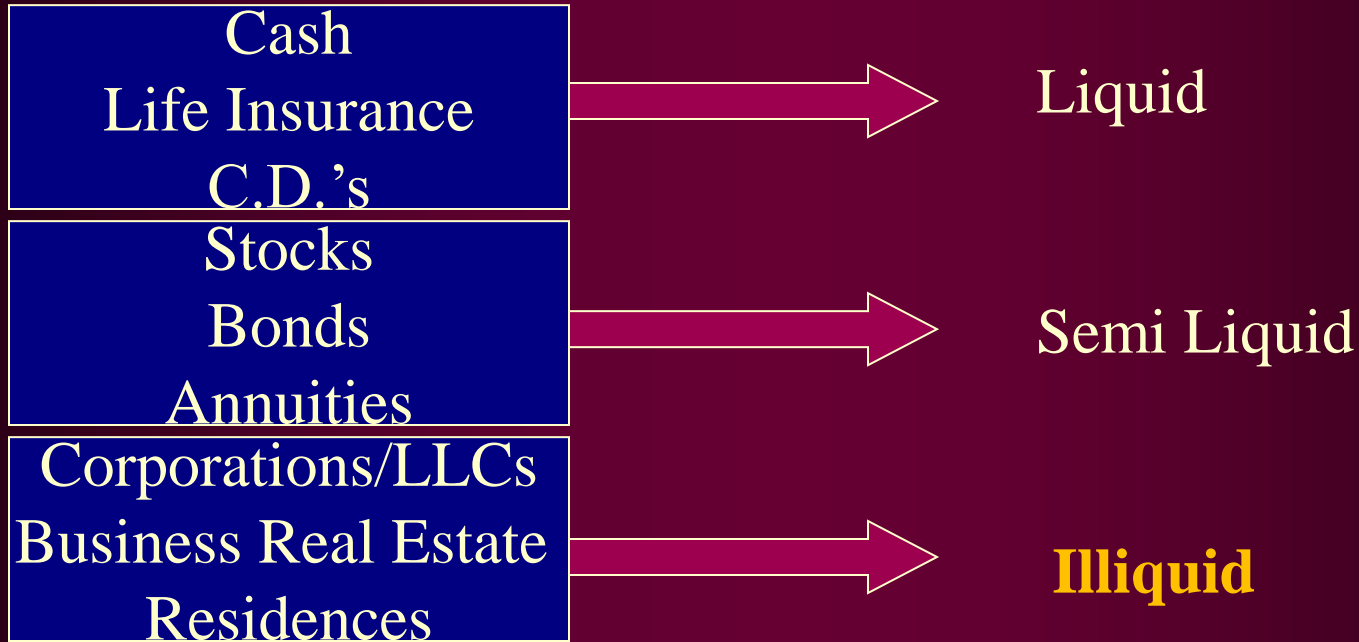 Cash
Life Insurance
C.D.’s
Liquid
Stocks
Bonds
Annuities
Semi Liquid
Corporations/LLCs
Business Real Estate
Residences
Illiquid